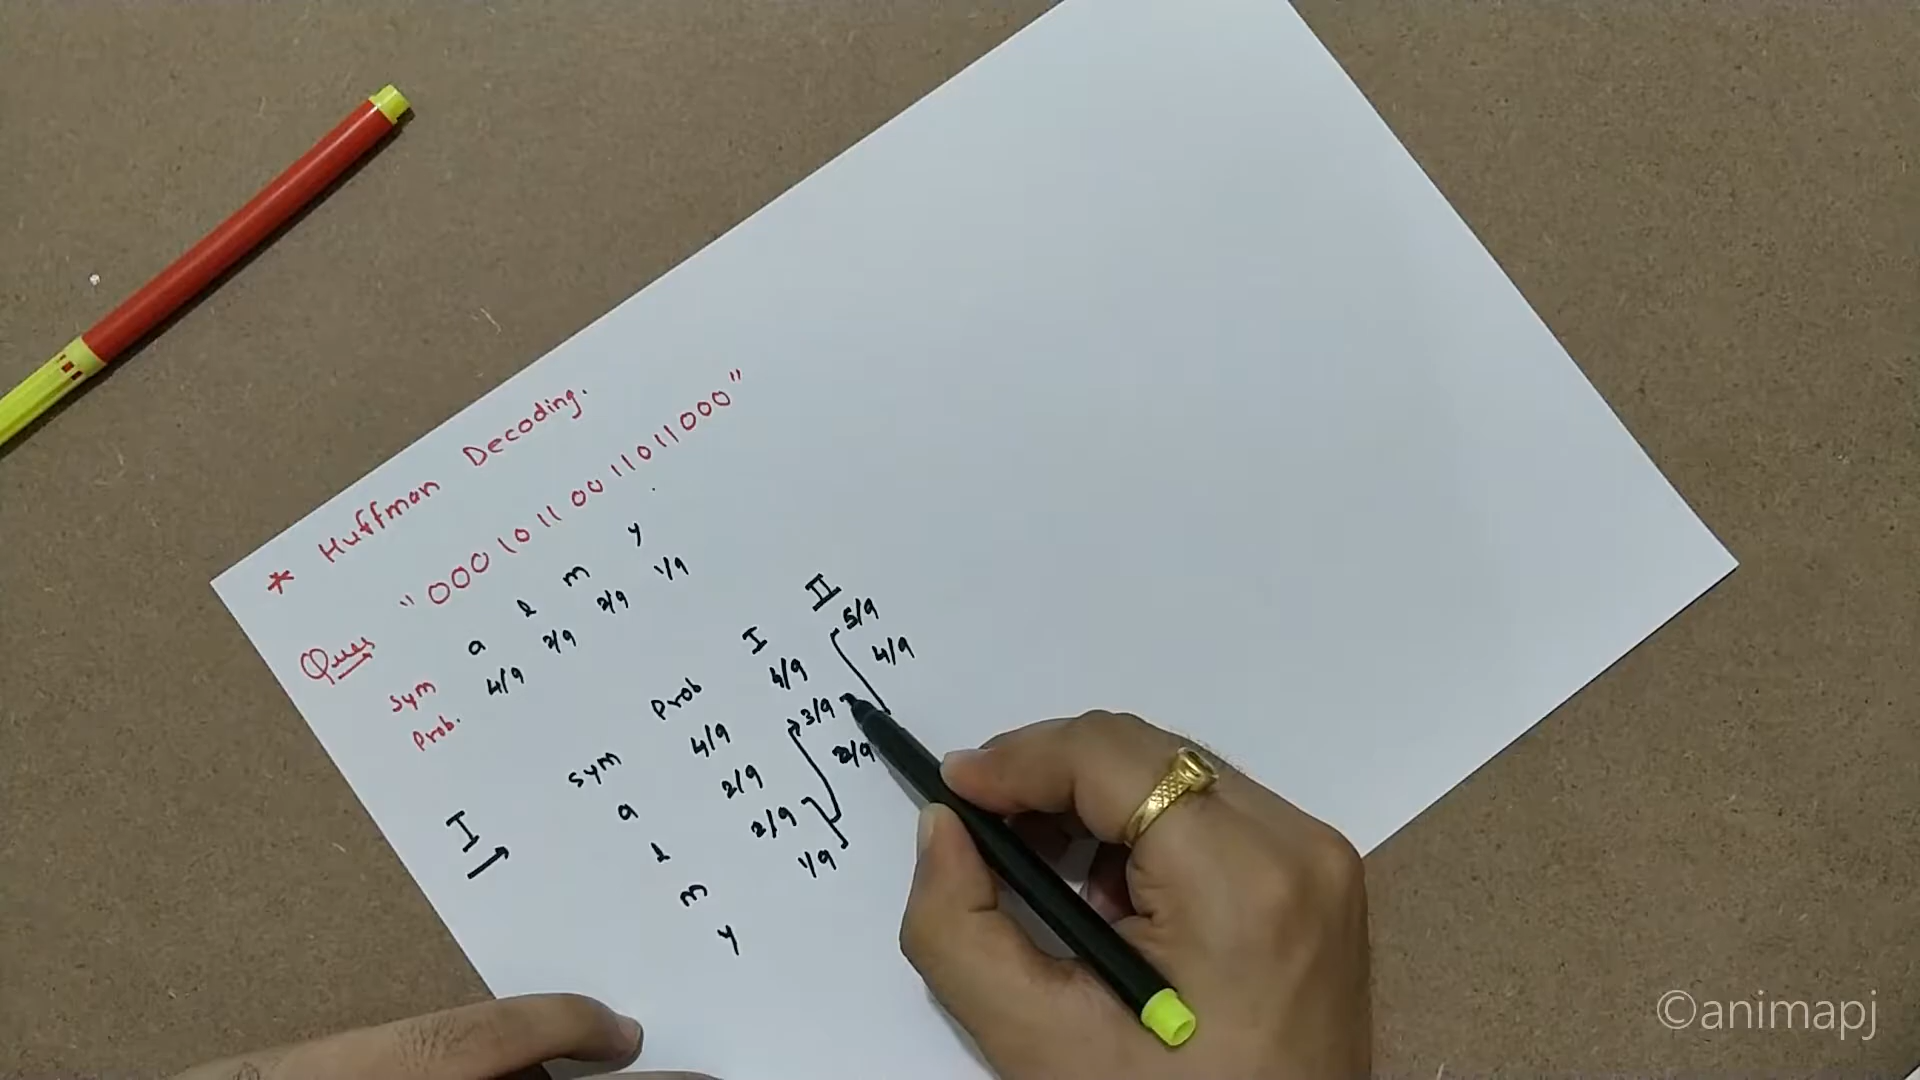 * Huffman Decoding.
Ques "00010110011011000"
Sym a l m y
Prob. 4/9 2/9 2/9 1/9
I
Sym Prob I II
a 4/9 4/9 5/9
l 2/9 3/9 4/9
m 2/9 2/9
y 1/9
©animapj